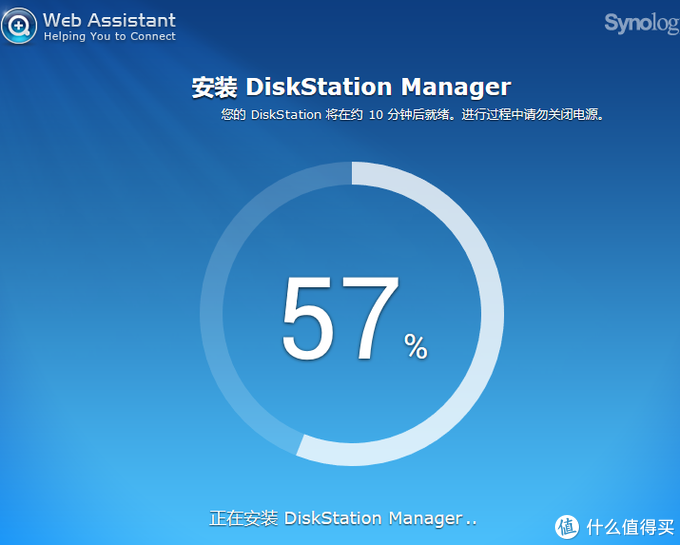 Web Assistant
Helping You to Connect
Synology
安装 DiskStation Manager
您的 DiskStation 将在约 10 分钟后就绪。进行过程中请勿关闭电源。
57%
正在安装 DiskStation Manager..
值 什么值得买